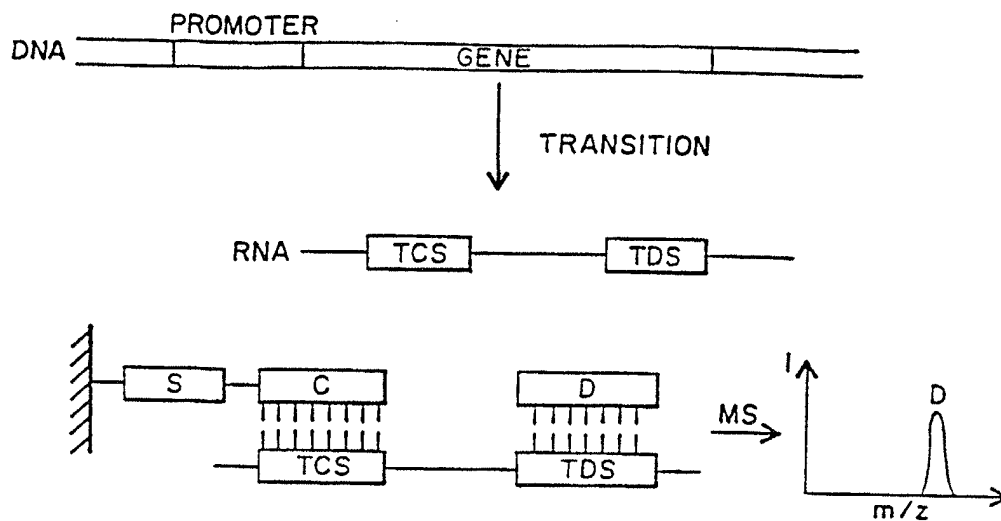 PROMOTER
DNA GENE
TRANSITION
RNA TCS TDS
S C D
TCS TDS
MS
I
D
m/z